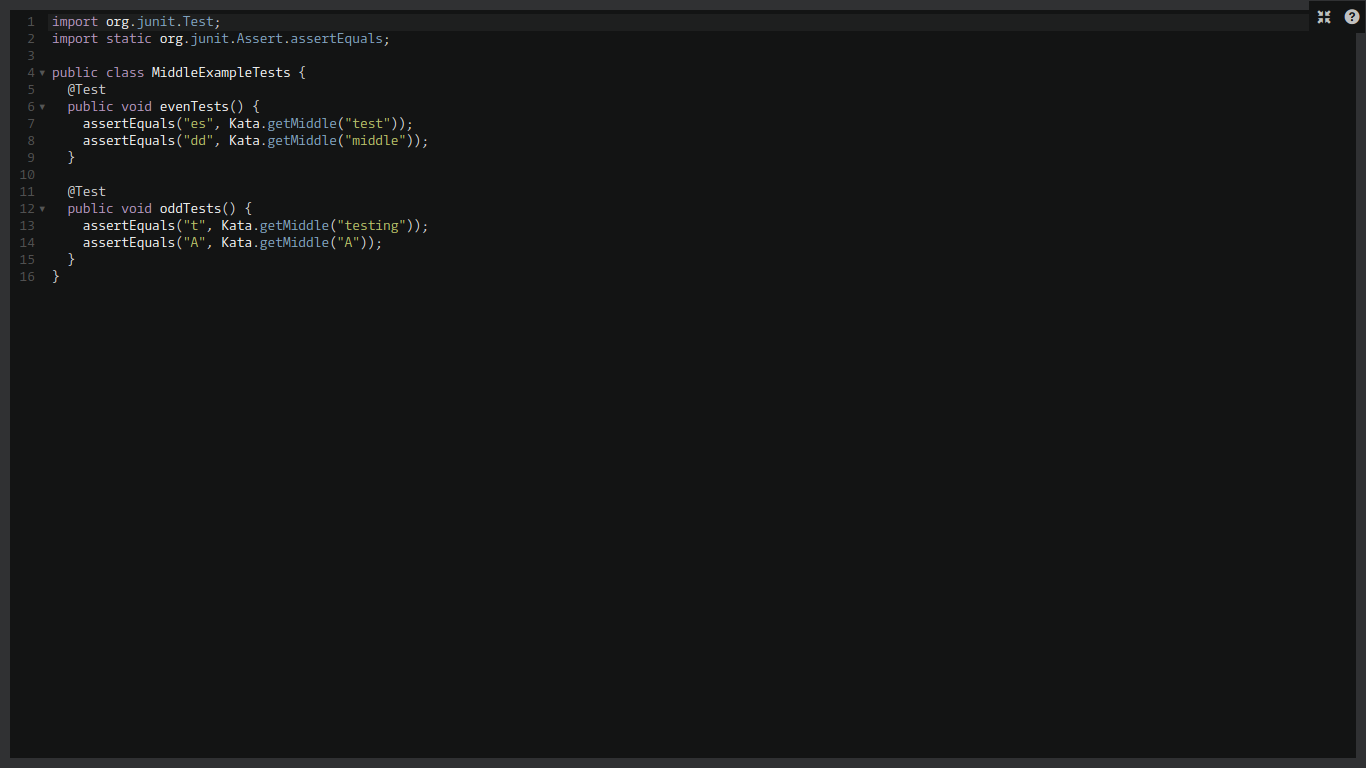 1 import org.junit.Test;
2 import static org.junit.Assert.assertEquals;
3
4 public class MiddleExampleTests {
5   @Test
6   public void evenTests() {
7     assertEquals("es", Kata.getMiddle("test"));
8     assertEquals("dd", Kata.getMiddle("middle"));
9   }
10
11   @Test
12   public void oddTests() {
13     assertEquals("t", Kata.getMiddle("testing"));
14     assertEquals("A", Kata.getMiddle("A"));
15   }
16 }